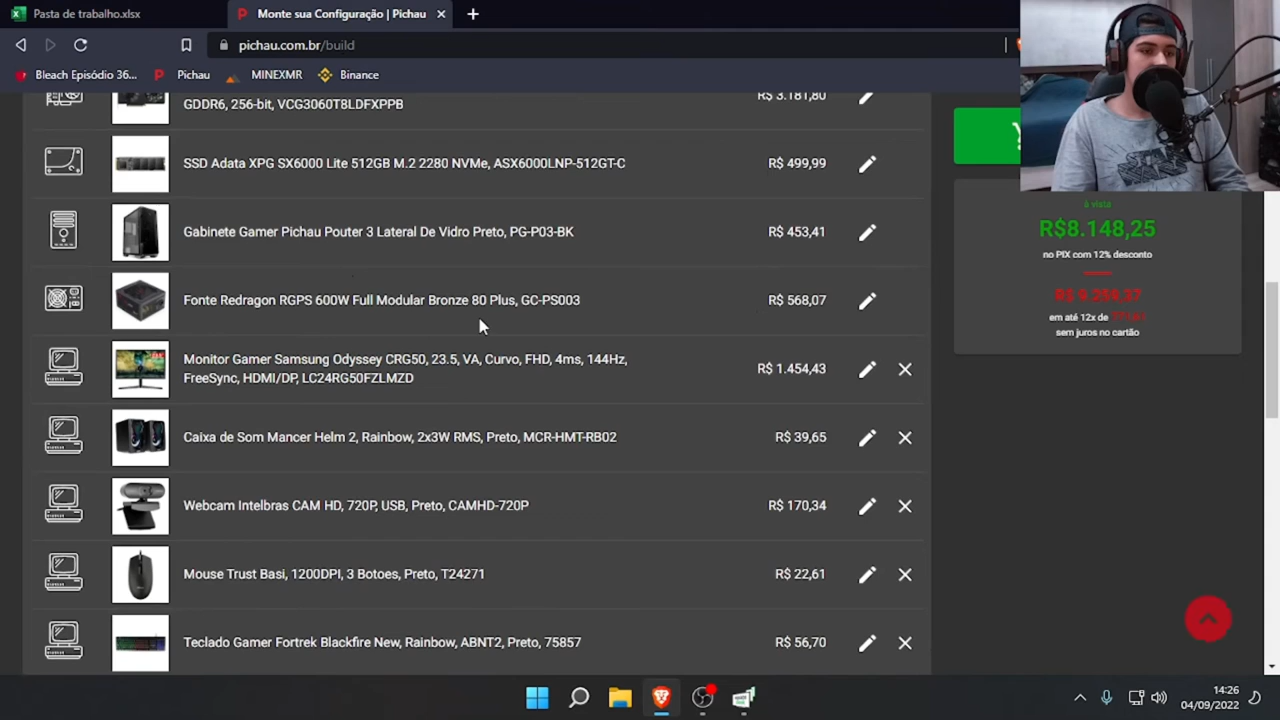 Pasta de trabalho.xlsx
Monte sua Configuração | Pichau
pichau.com.br/build
Bleach Episódio 36...
Pichau
MINEXMR
Binance
GDDR6, 256-bit, VCG3060T8LDFXPPB
R$ 3.181,80
SSD Adata XPG SX6000 Lite 512GB M.2 2280 NVMe, ASX6000LNP-512GT-C
R$ 499,99
Gabinete Gamer Pichau Pouter 3 Lateral De Vidro Preto, PG-P03-BK
R$ 453,41
Fonte Redragon RGPS 600W Full Modular Bronze 80 Plus, GC-PS003
R$ 568,07
Monitor Gamer Samsung Odyssey CRG50, 23.5, VA, Curvo, FHD, 4ms, 144Hz,
FreeSync, HDMI/DP, LC24RG50FZLMZD
R$ 1.454,43
Caixa de Som Mancer Helm 2, Rainbow, 2x3W RMS, Preto, MCR-HMT-RB02
R$ 39,65
Webcam Intelbras CAM HD, 720P, USB, Preto, CAMHD-720P
R$ 170,34
Mouse Trust Basi, 1200DPI, 3 Botoes, Preto, T24271
R$ 22,61
Teclado Gamer Fortrek Blackfire New, Rainbow, ABNT2, Preto, 75857
R$ 56,70
à vista
R$8.148,25
no PIX com 12% desconto
em até 12x de
sem juros no cartão
STAR
WARS
14:26
04/09/2022